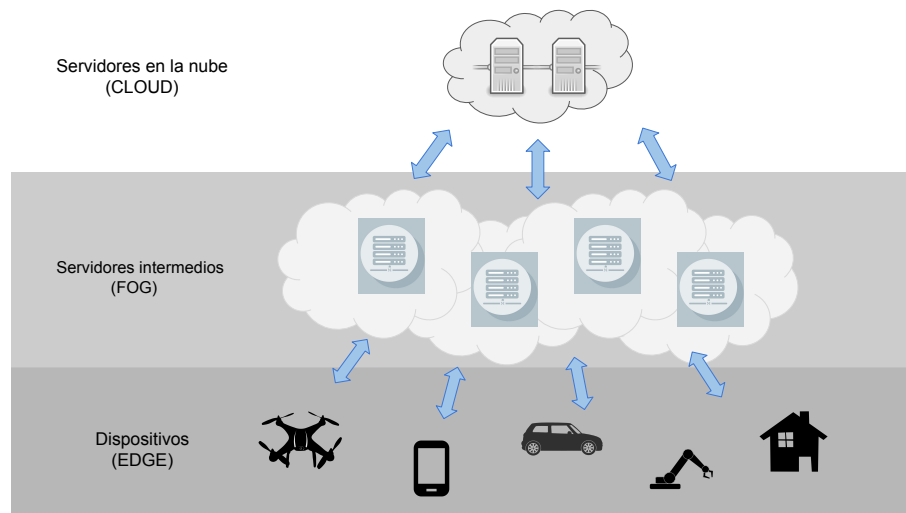 Servidores en la nube
(CLOUD)
Servidores intermedios
(FOG)
Dispositivos
(EDGE)